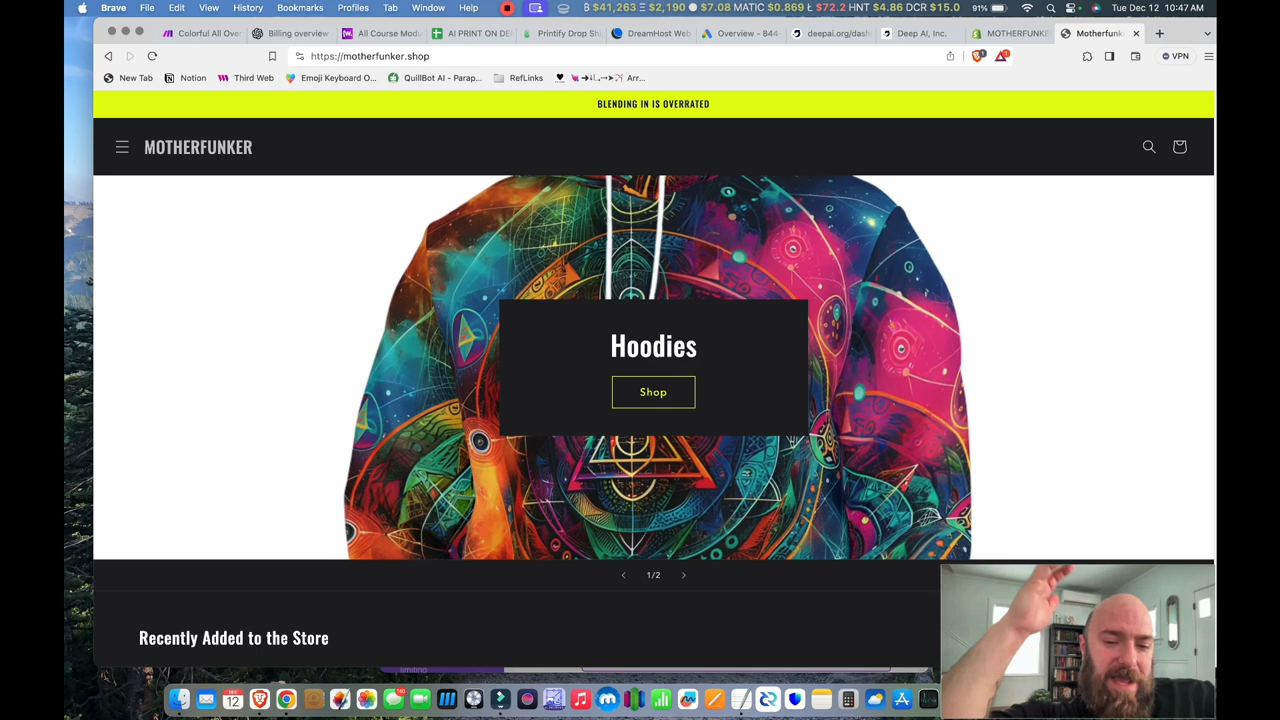 Brave File Edit View History Bookmarks Profiles Tab Window Help
₿ $41,263 Ξ $2,190 $7.08 MATIC $0.869 Ł $72.2 HNT $4.86 DCR $15.0 91% Tue Dec 12 10:47 AM
Colorful All Over Billing overview All Course Modu AI PRINT ON DE Printify Drop Shi DreamHost Web Overview - 844- deepai.org/dash Deep AI, Inc. MOTHERFUNKE Motherfunk
https://motherfunker.shop VPN
New Tab Notion Third Web Emoji Keyboard O... QuillBot AI - Parap... RefLinks Arr...
BLENDING IN IS OVERRATED
MOTHERFUNKER
Hoodies
Shop
1/2
Recently Added to the Store
limiting
12